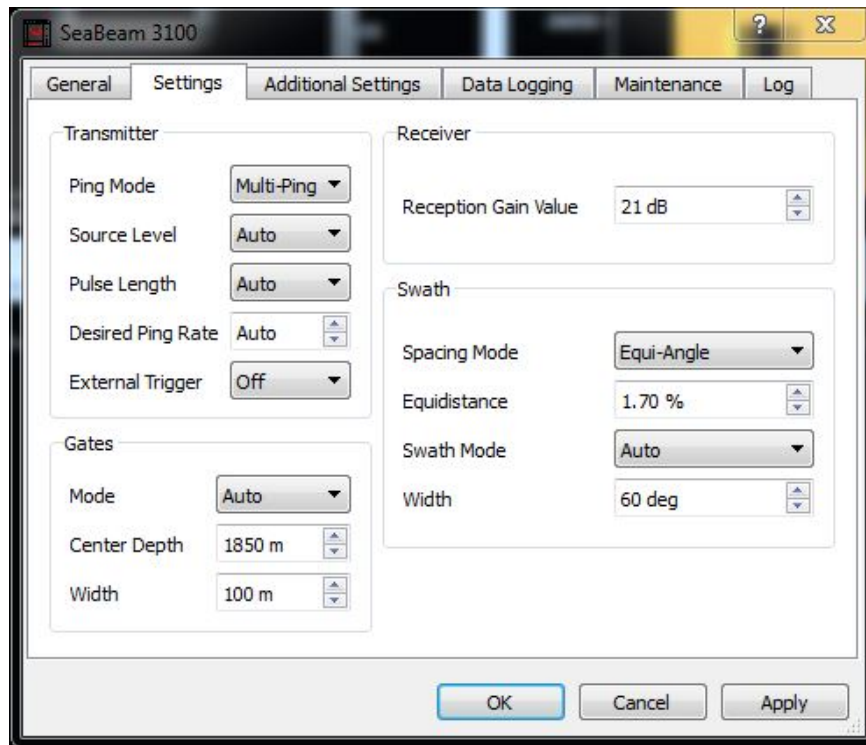 SeaBeam 3100
General Settings Additional Settings Data Logging Maintenance Log
Transmitter
Ping Mode Multi-Ping
Source Level Auto
Pulse Length Auto
Desired Ping Rate Auto
External Trigger Off
Gates
Mode Auto
Center Depth 1850 m
Width 100 m
Receiver
Reception Gain Value 21 dB
Swath
Spacing Mode Equi-Angle
Equidistance 1.70 %
Swath Mode Auto
Width 60 deg
OK Cancel Apply